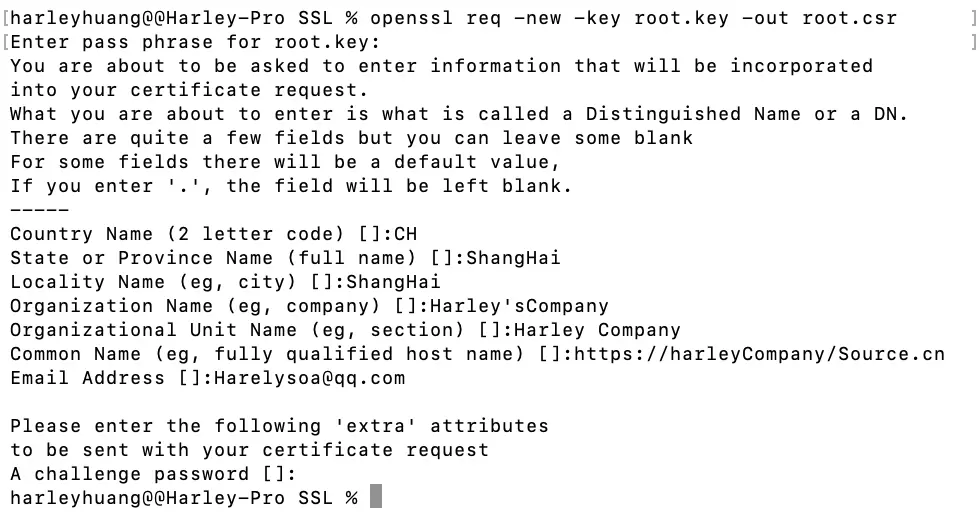 [harleyhuang@@Harley-Pro SSL % openssl req -new -key root.key -out root.csr ]
[Enter pass phrase for root.key: ]
You are about to be asked to enter information that will be incorporated
into your certificate request.
What you are about to enter is what is called a Distinguished Name or a DN.
There are quite a few fields but you can leave some blank
For some fields there will be a default value,
If you enter '.', the field will be left blank.
-----
Country Name (2 letter code) []:CH
State or Province Name (full name) []:ShangHai
Locality Name (eg, city) []:ShangHai
Organization Name (eg, company) []:Harley'sCompany
Organizational Unit Name (eg, section) []:Harley Company
Common Name (eg, fully qualified host name) []:https://harleyCompany/Source.cn
Email Address []:Harelysoa@qq.com

Please enter the following 'extra' attributes
to be sent with your certificate request
A challenge password []:
harleyhuang@@Harley-Pro SSL %